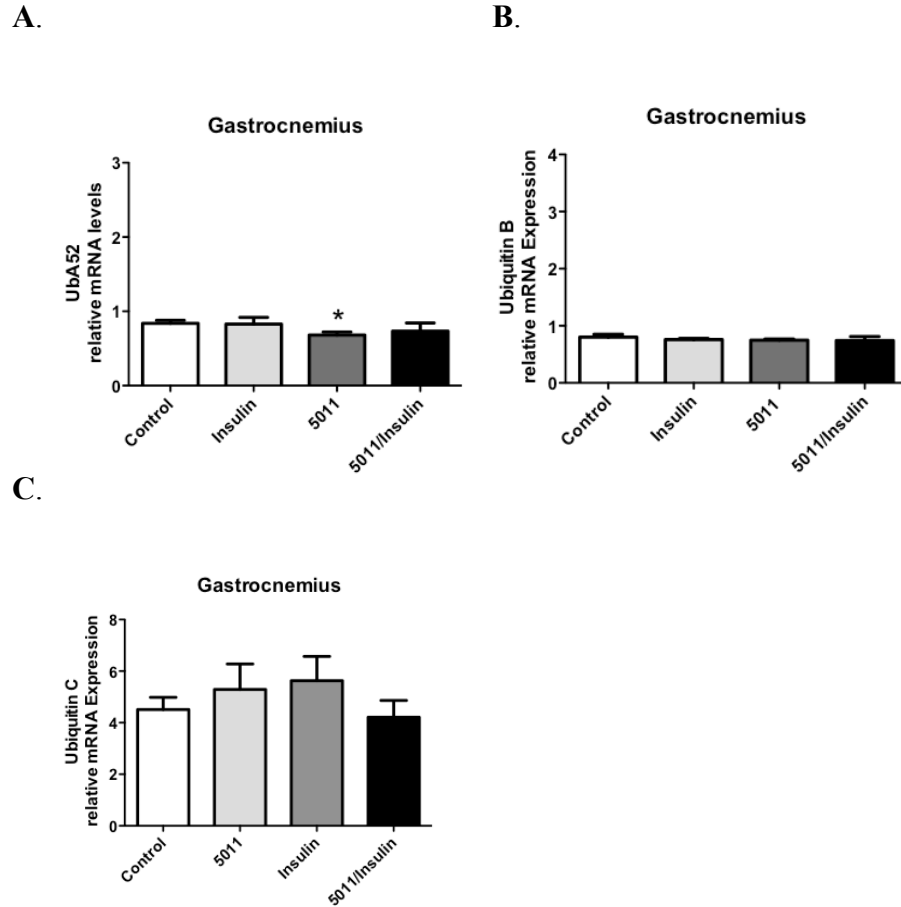 A.
Gastrocnemius
UbA52
relative mRNA levels
3
2
1
0
*
Control
Insulin
5011
5011/Insulin
B.
Gastrocnemius
Ubiquitin B
relative mRNA Expression
4
3
2
1
0
Control
Insulin
5011
5011/Insulin
C.
Gastrocnemius
Ubiquitin C
relative mRNA Expression
8
6
4
2
0
Control
5011
Insulin
5011/Insulin